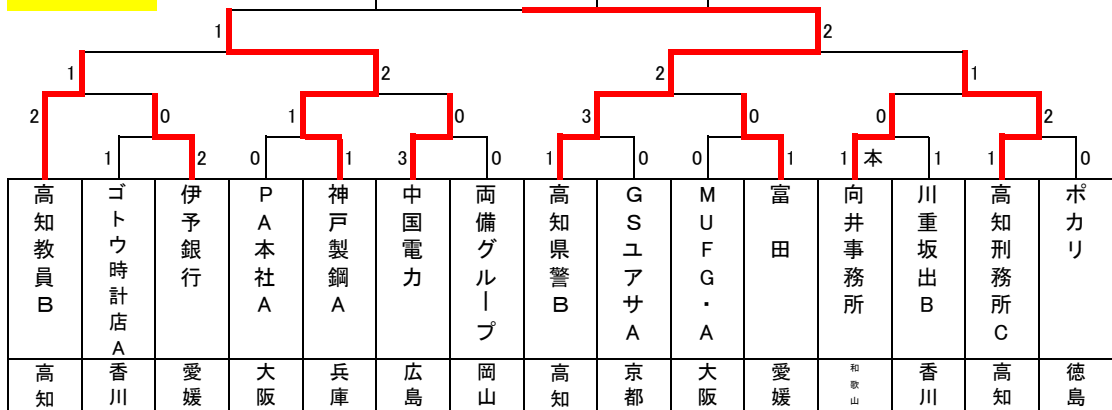 1 2
1 2 2 1
2 0 1 0 3 0 0 2
1 2 0 1 3 0 1 0 0 1 1 本 1 1 0
高知教員B
ゴトウ時計店A
伊予銀行
PA本社A
神戸製鋼A
中国電力
両備グループ
高知県警B
GSユアサA
MUFG・A
富田
向井事務所
川重坂出B
高知刑務所C
ポカリ
高知
香川
愛媛
大阪
兵庫
広島
岡山
高知
京都
大阪
愛媛
和歌山
香川
高知
徳島